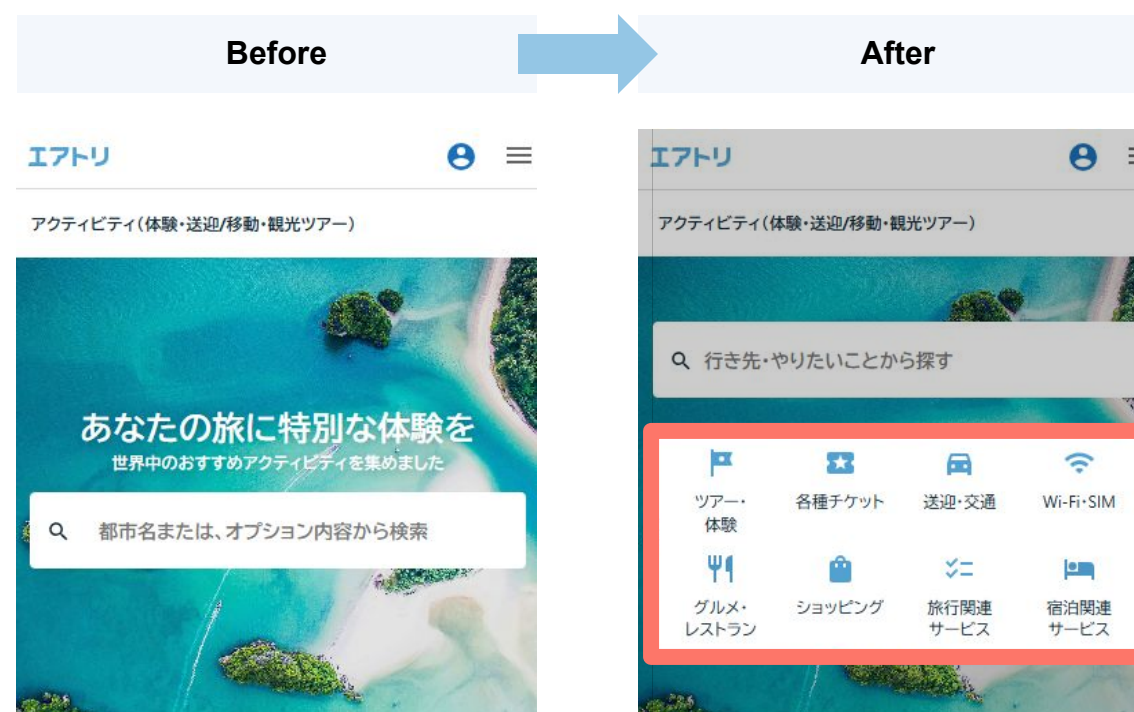 Before
After
エアトリ
アクティビティ(体験・送迎/移動・観光ツアー)
あなたの旅に特別な体験を
世界中のおすすめアクティビティを集めました
都市名または、オプション内容から検索
エアトリ
アクティビティ(体験・送迎/移動・観光ツアー)
行き先・やりたいことから探す
ツアー・
体験
各種チケット
送迎・交通
Wi-Fi・SIM
グルメ・
レストラン
ショッピング
旅行関連
サービス
宿泊関連
サービス